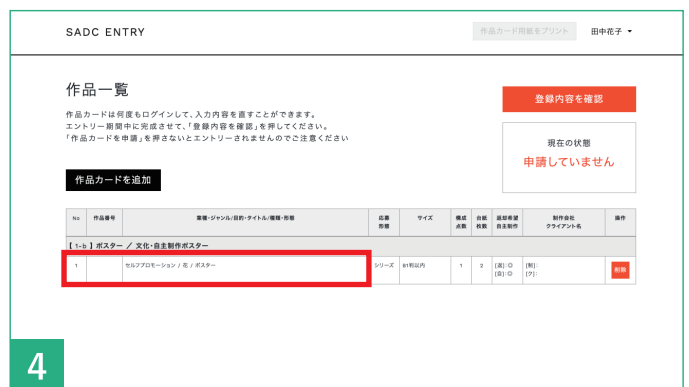 SADC ENTRY
作品カード用紙をプリント
田中花子
作品一覧
作品カードは何度もログインして、入力内容を直すことができます。
エントリー期間中に完成させて、「登録内容を確認」を押してください。
「作品カードを申請」を押さないとエントリーされませんのでご注意ください
登録内容を確認
現在の状態
申請していません
作品カードを追加
No 作品番号 業種・ジャンル/目的・タイトル/種類・形態 応募形態 サイズ 構成点数 台紙枚数 返却希望 自主制作 制作会社 クライアント名 操作
【 1-b 】ポスター ／ 文化・自主制作ポスター
1 セルフプロモーション / 花 / ポスター シリーズ B1判以内 1 2 [返]:○ [制]: 削除
[自]:○ [ク]:
4